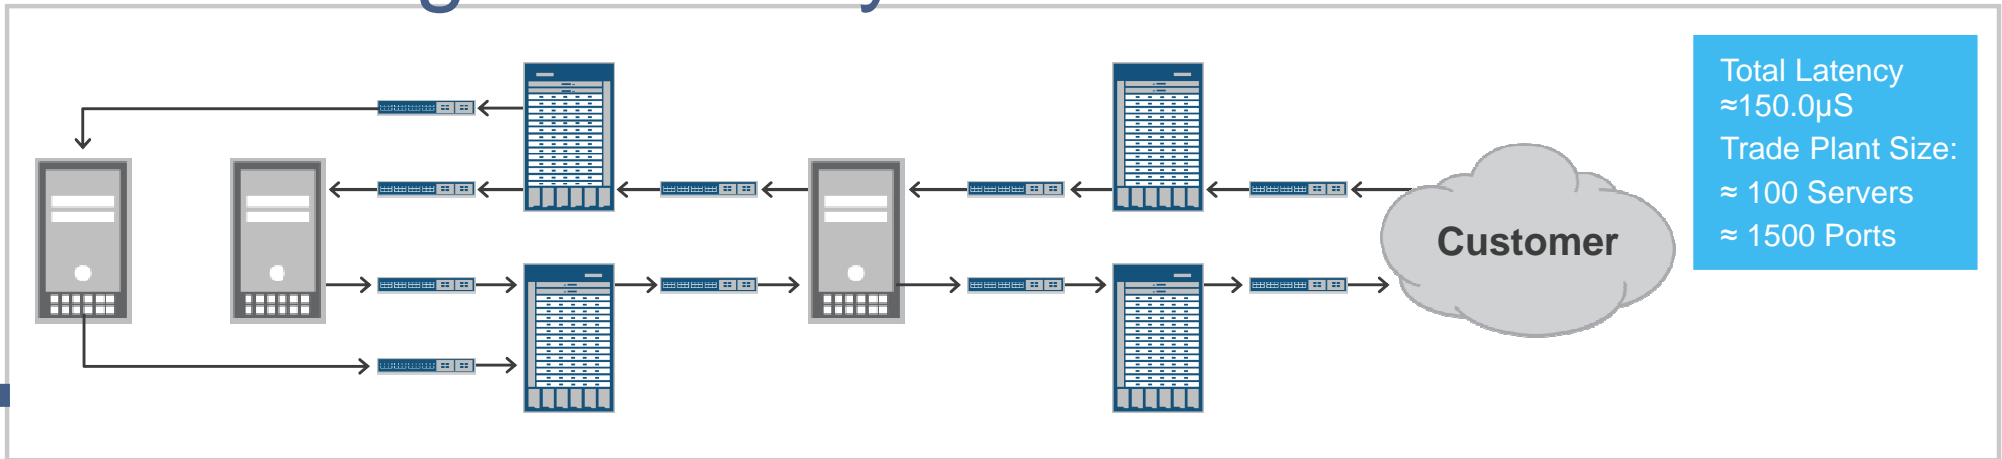 Customer
Total Latency
≈150.0µS
Trade Plant Size:
≈ 100 Servers
≈ 1500 Ports